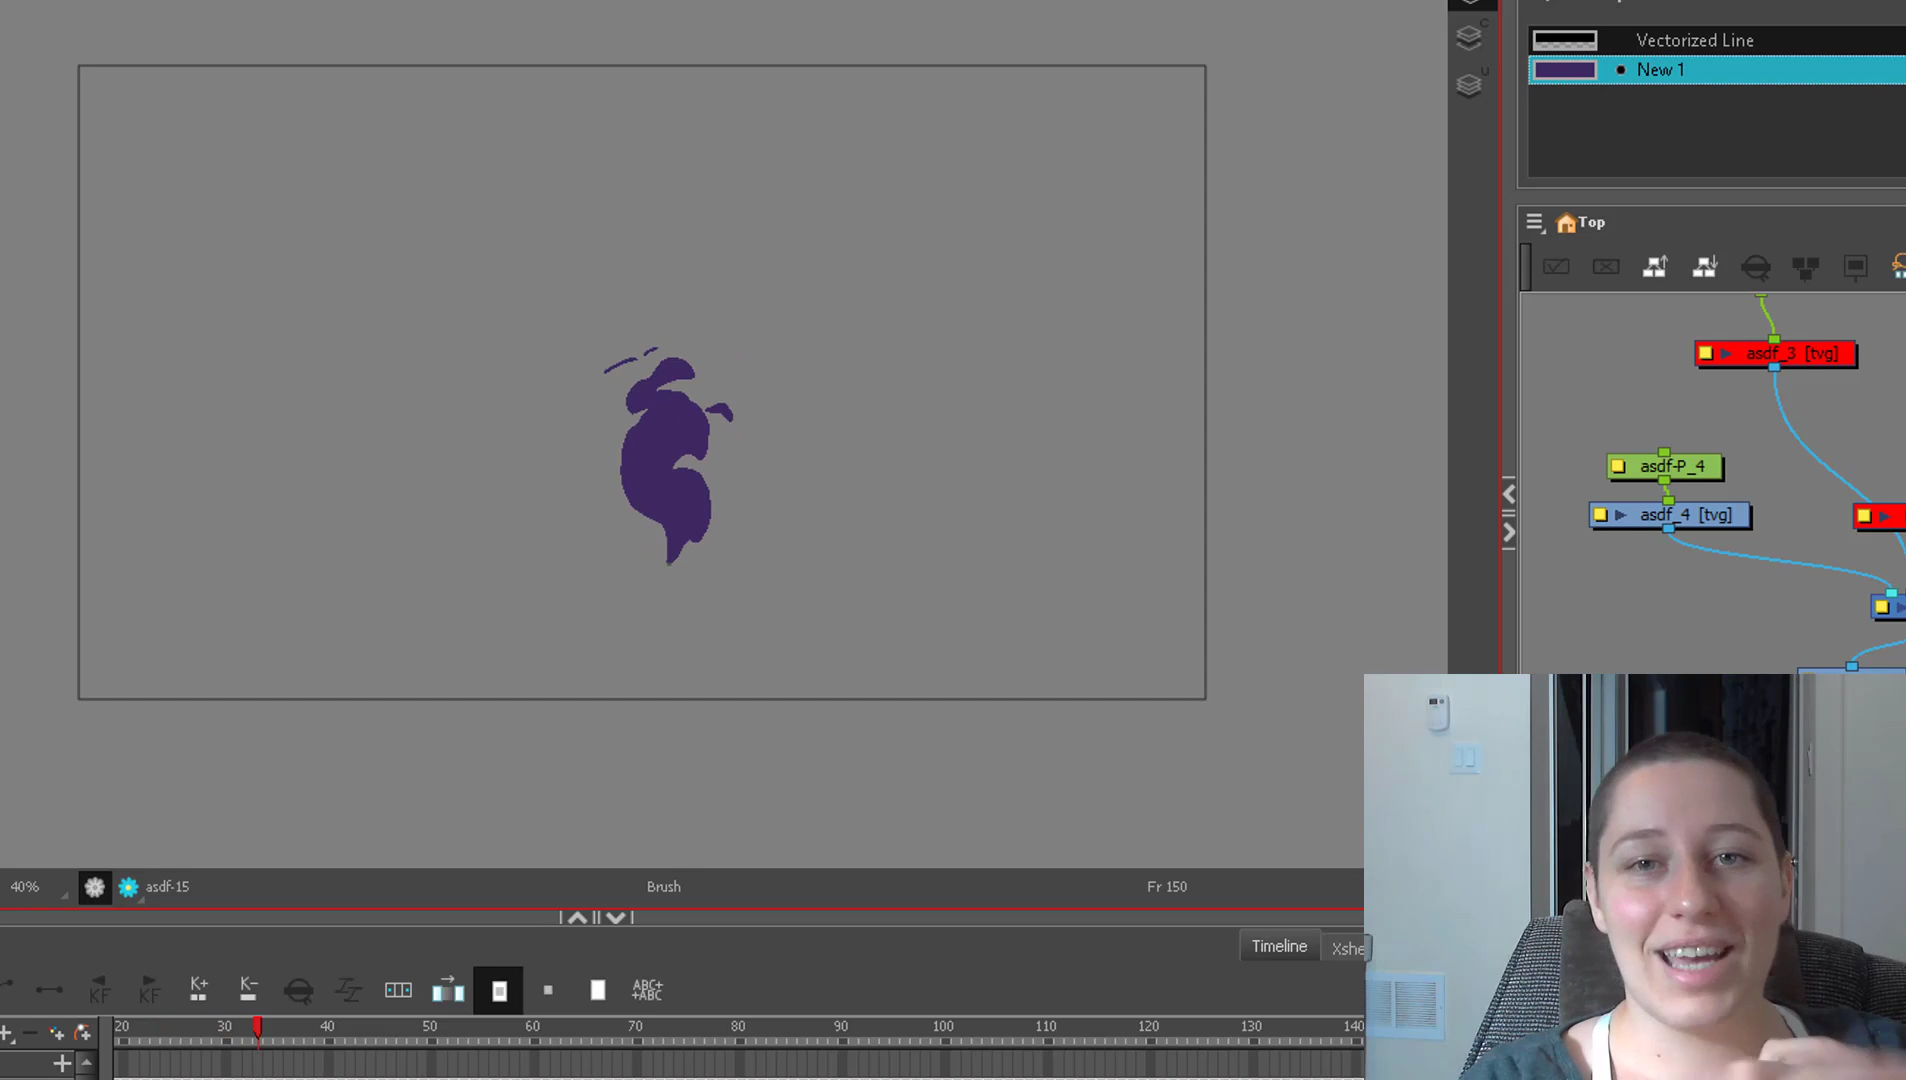 C
Vectorized Line
New 1
U
Top
asdf_3 [tvg]
asdf-P_4
asdf_4 [tvg]
40%
asdf-15
Brush
Fr 150
Timeline
Xshe
KF
KF
K+
K-
ABC+
+ABC
20
30
40
50
60
70
80
90
100
110
120
130
140